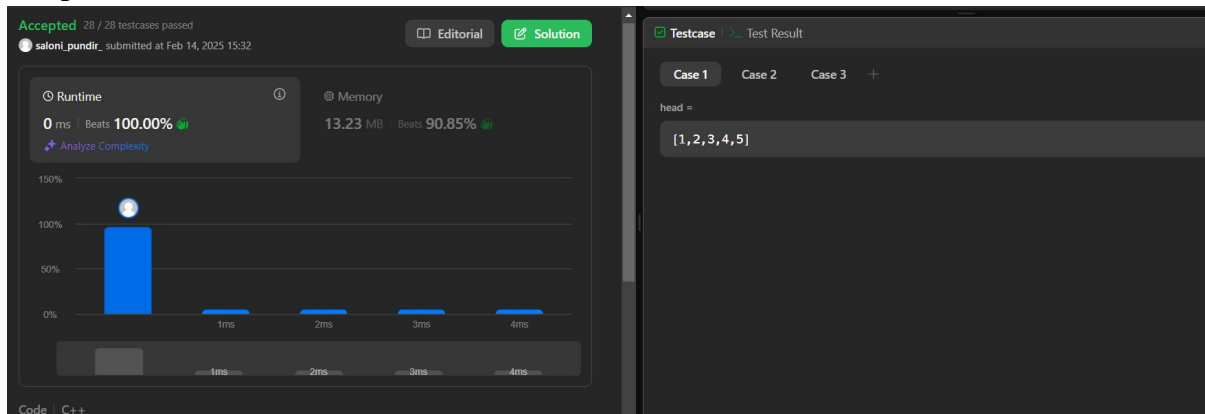 Accepted 28 / 28 testcases passed
saloni_pundir_ submitted at Feb 14, 2025 15:32
Editorial
Solution
Runtime
0 ms | Beats 100.00%
Analyze Complexity
Memory
13.23 MB | Beats 90.85%
150%
100%
50%
0%
1ms 2ms 3ms 4ms
1ms 2ms 3ms 4ms
Code | C++
Testcase | >_ Test Result
Case 1 Case 2 Case 3 +
head =
[1,2,3,4,5]